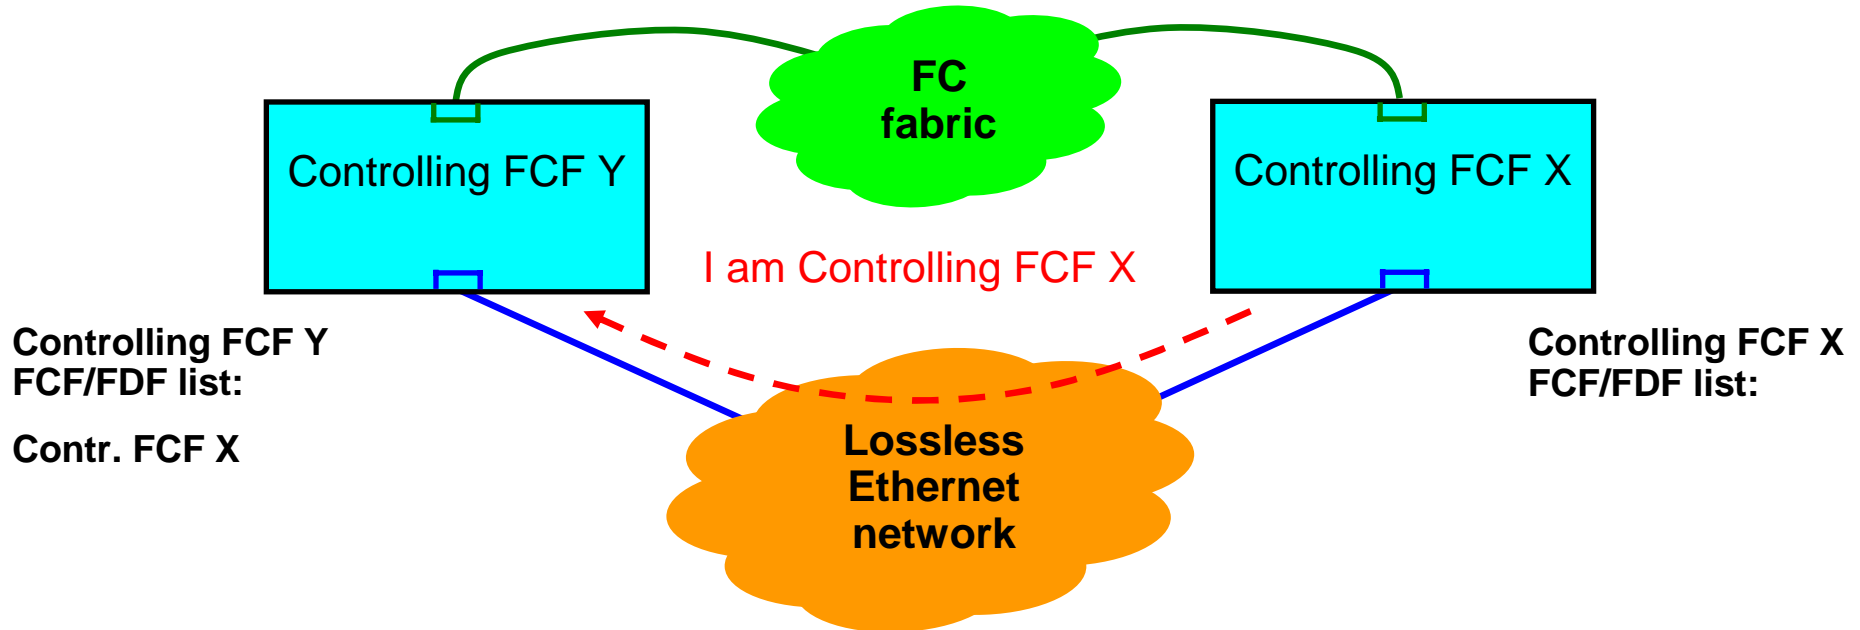 FC
fabric
Controlling FCF Y
Controlling FCF X
I am Controlling FCF X
Controlling FCF Y
FCF/FDF list:
Contr. FCF X
Controlling FCF X
FCF/FDF list:
Lossless
Ethernet
network